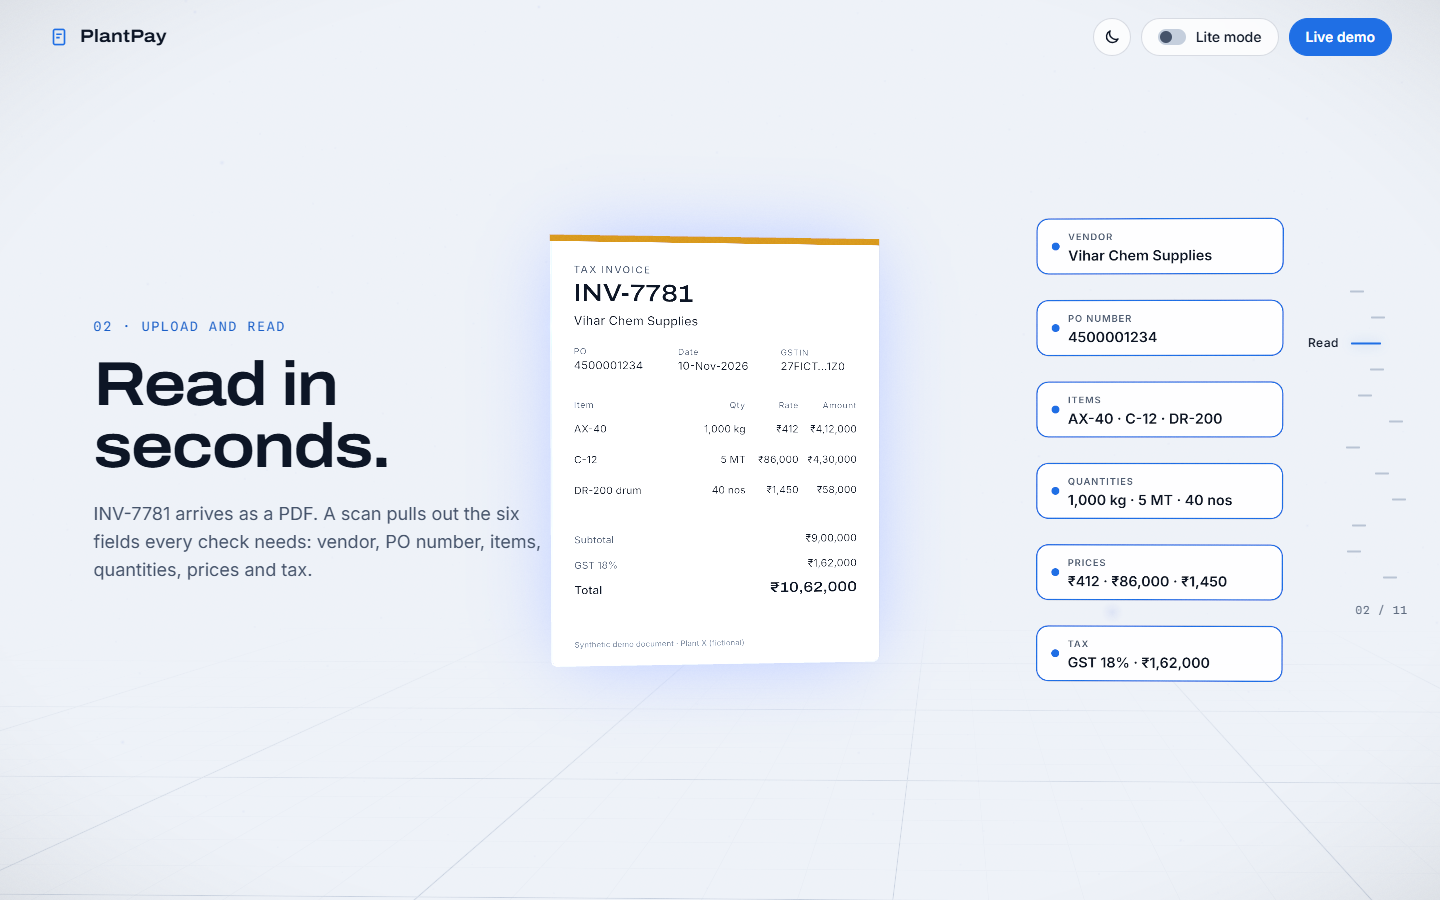 PlantPay
Lite mode
Live demo
02 · UPLOAD AND READ
Read in
seconds.
INV-7781 arrives as a PDF. A scan pulls out the six
fields every check needs: vendor, PO number, items,
quantities, prices and tax.
TAX INVOICE
INV-7781
Vihar Chem Supplies
PO Date GSTIN
4500001234 10-Nov-2026 27FICT...1Z0
Item Qty Rate Amount
AX-40 1,000 kg ₹412 ₹4,12,000
C-12 5 MT ₹86,000 ₹4,30,000
DR-200 drum 40 nos ₹1,450 ₹58,000
Subtotal ₹9,00,000
GST 18% ₹1,62,000
Total ₹10,62,000
Synthetic demo document · Plant X (fictional)
VENDOR
Vihar Chem Supplies
PO NUMBER
4500001234
ITEMS
AX-40 · C-12 · DR-200
QUANTITIES
1,000 kg · 5 MT · 40 nos
PRICES
₹412 · ₹86,000 · ₹1,450
TAX
GST 18% · ₹1,62,000
Read
02 / 11